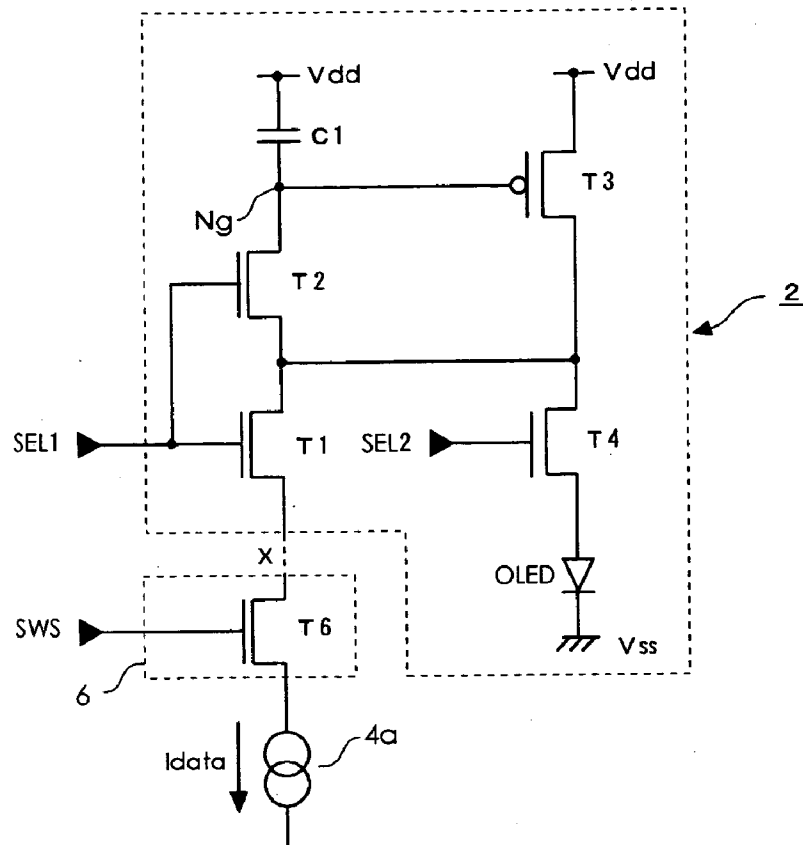 Vdd
Vdd
C1
T3
Ng
T2
2
SEL1
T1
SEL2
T4
X
OLED
SWS
T6
Vss
6
4a
Idata